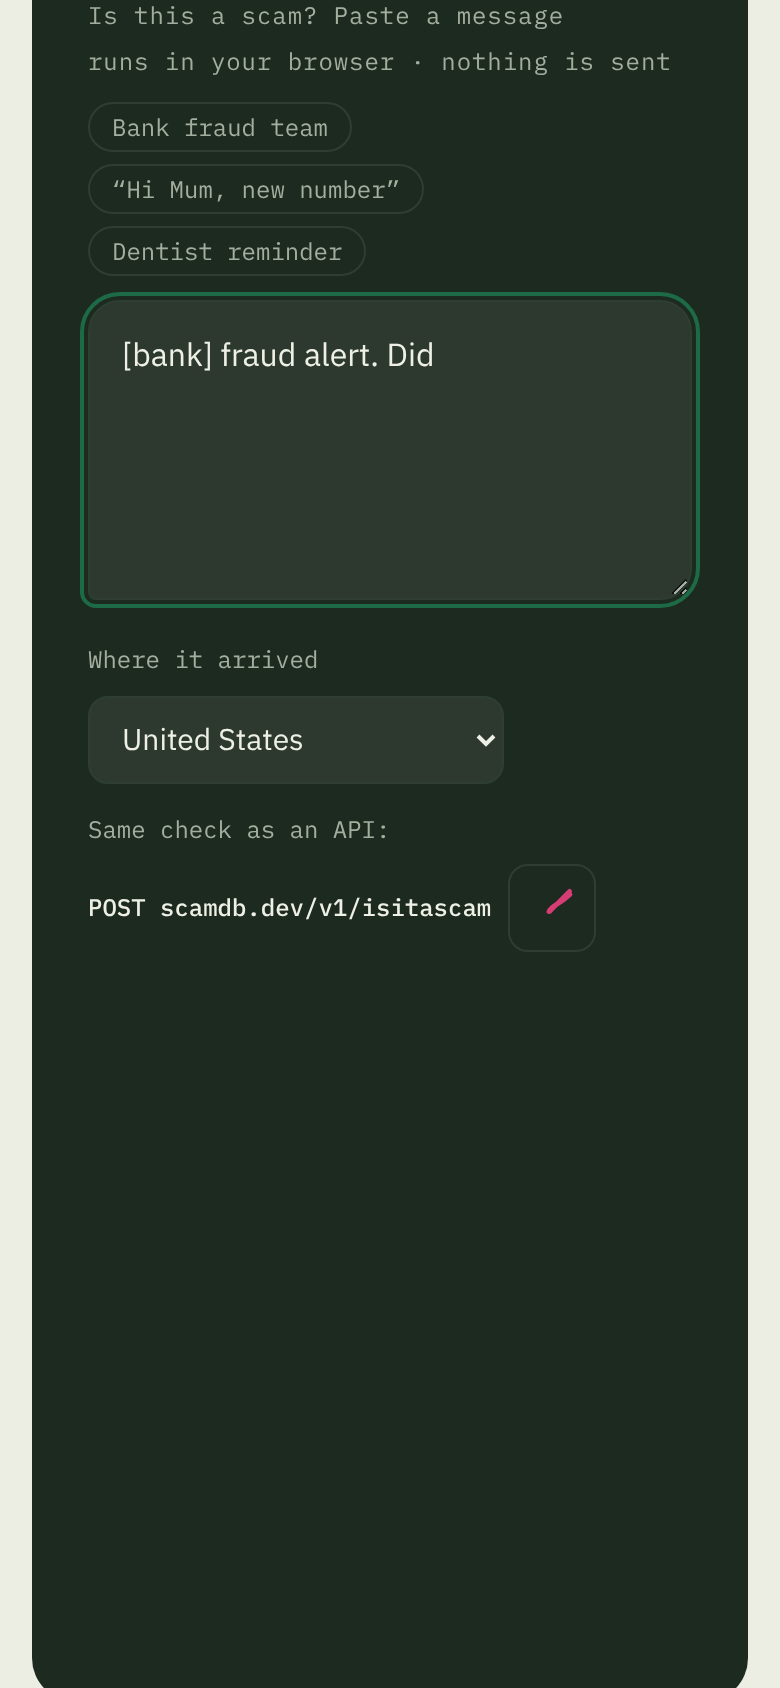 Is this a scam? Paste a message
runs in your browser · nothing is sent
Bank fraud team
“Hi Mum, new number”
Dentist reminder
[bank] fraud alert. Did
Where it arrived
United States
Same check as an API:
POST scamdb.dev/v1/isitascam